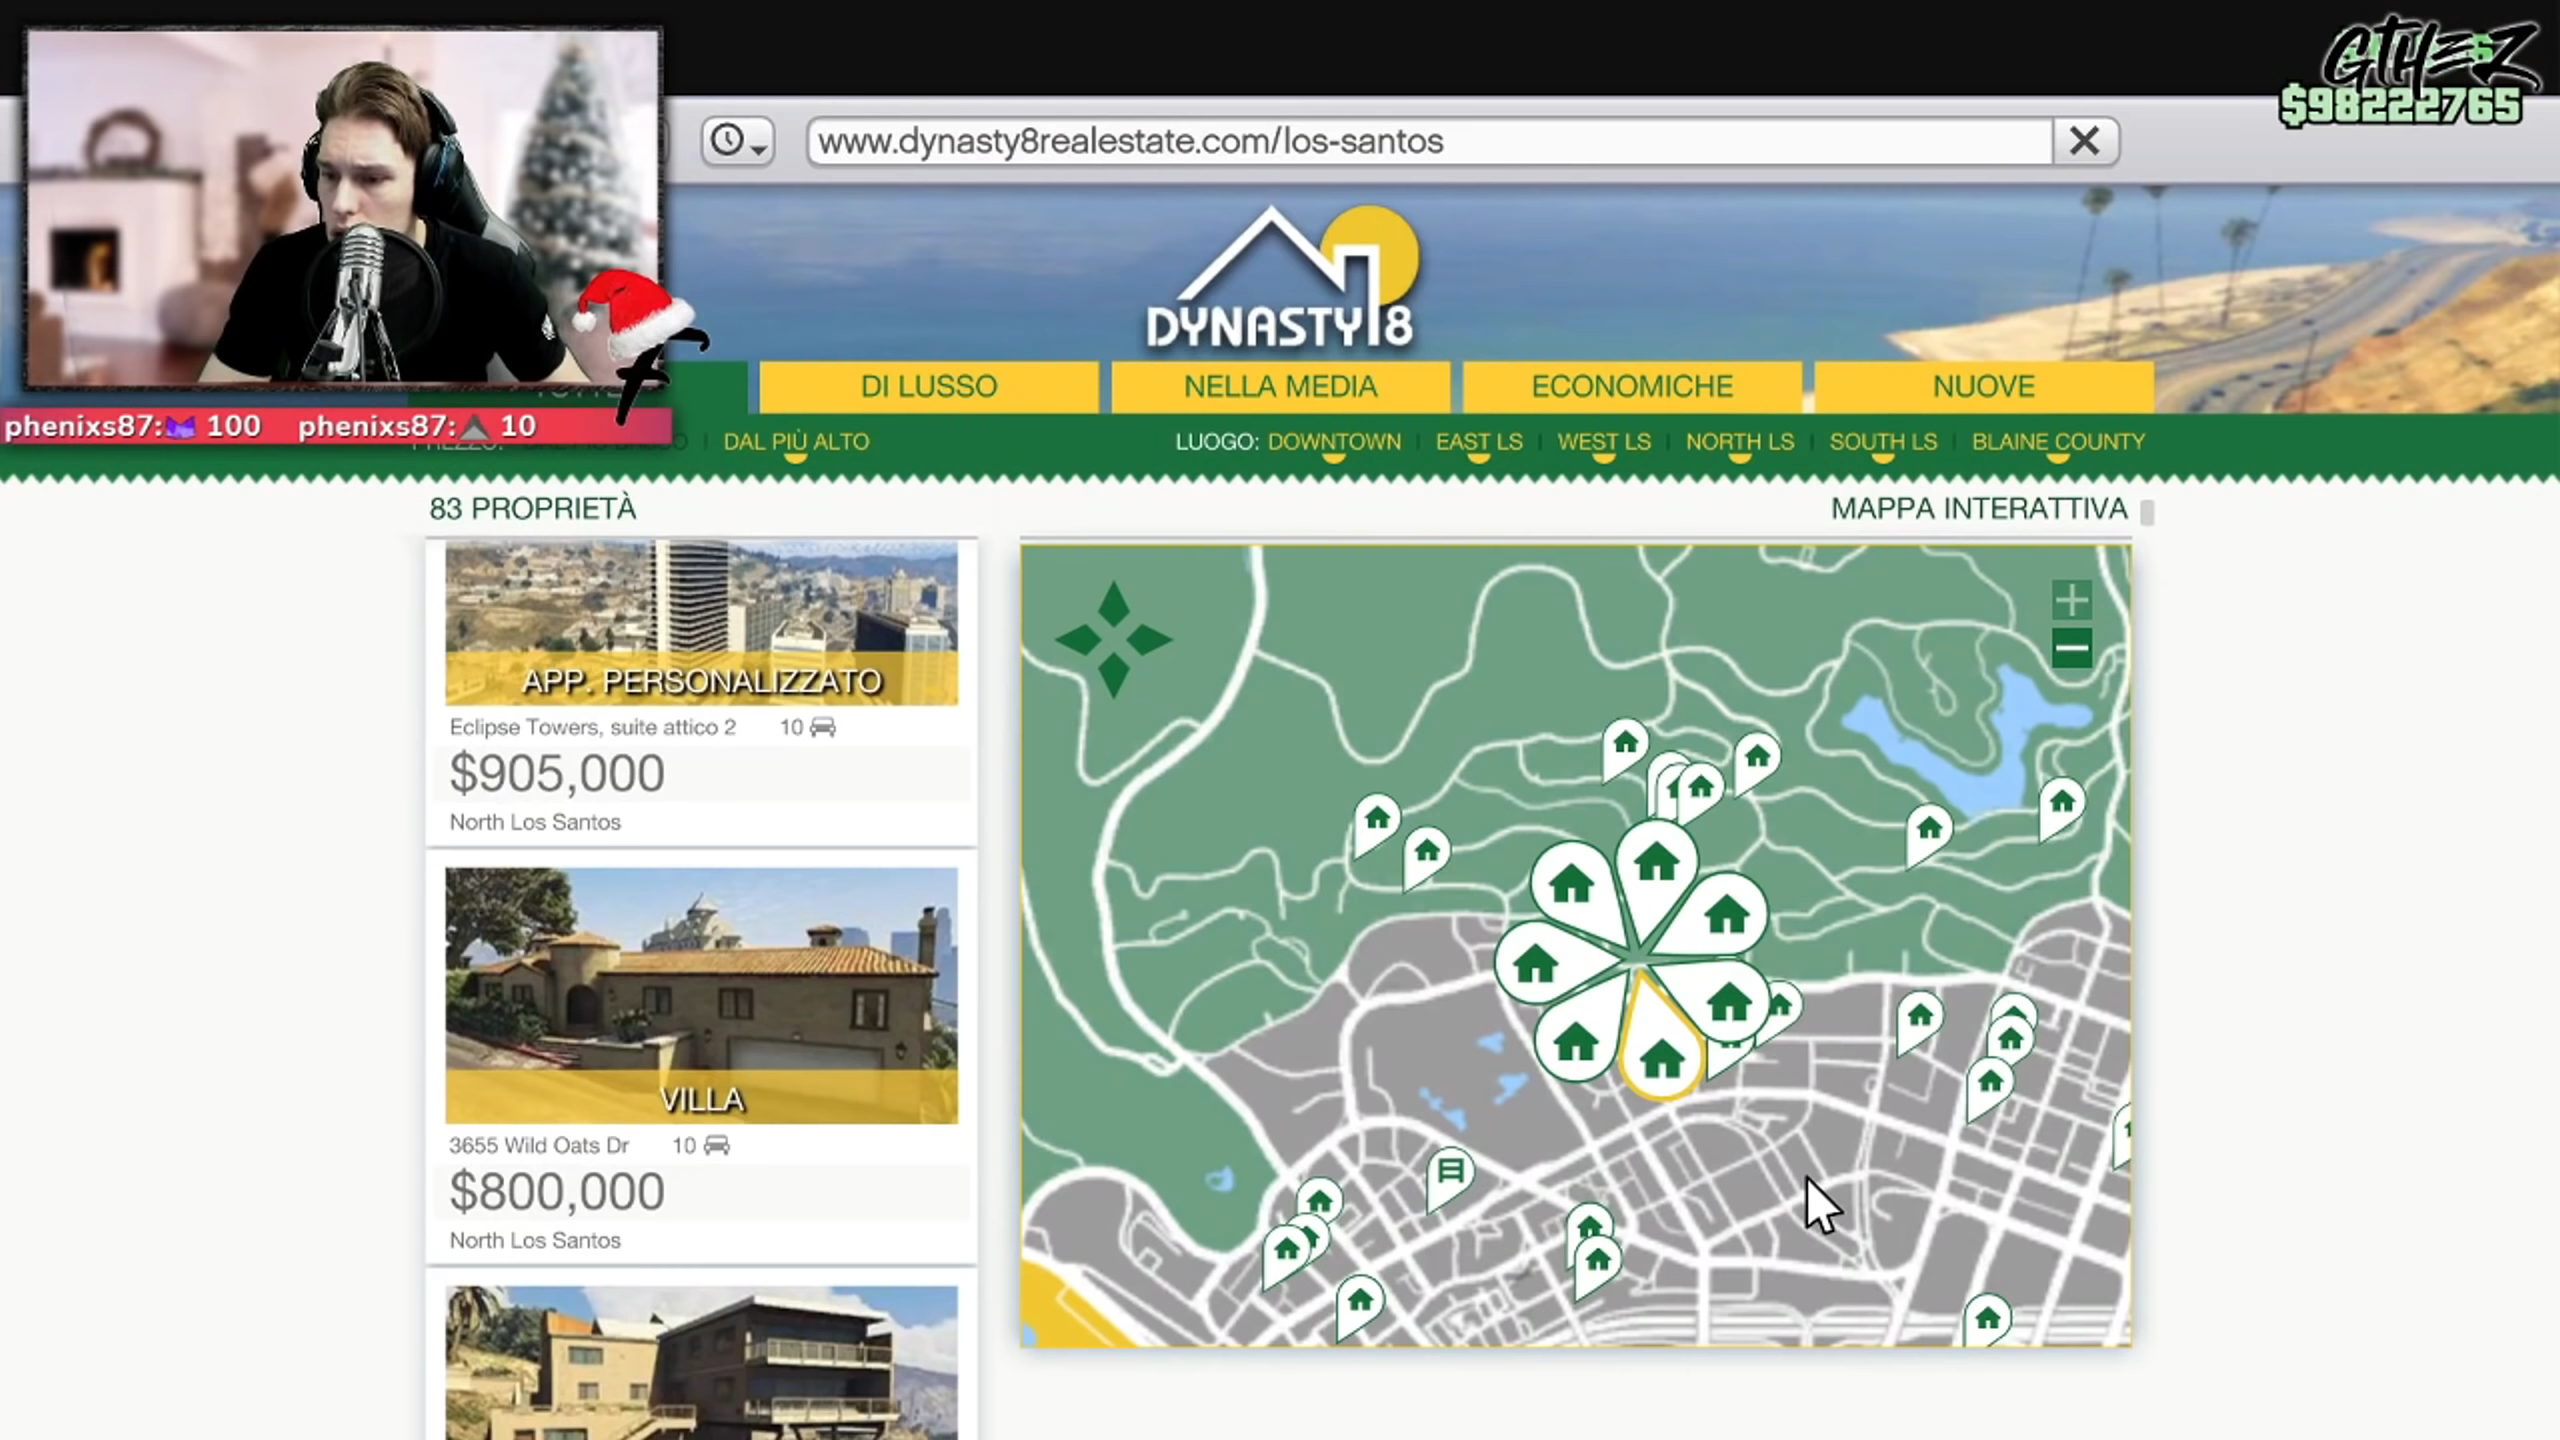 GTHEZ
$98222765
www.dynasty8realestate.com/los-santos
DYNASTY 8
DI LUSSO
NELLA MEDIA
ECONOMICHE
NUOVE
phenixs87: 100 phenixs87: 10
DAL PIÙ ALTO
LUOGO: DOWNTOWN EAST LS WEST LS NORTH LS SOUTH LS BLAINE COUNTY
83 PROPRIETÀ
MAPPA INTERATTIVA
APP. PERSONALIZZATO
Eclipse Towers, suite attico 2 10
$905,000
North Los Santos
VILLA
3655 Wild Oats Dr 10
$800,000
North Los Santos